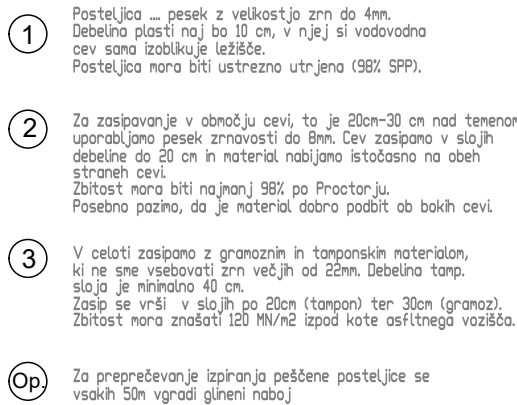 1
Posteljica .... pesek z velikostjo zrn do 4mm.
Debelina plasti naj bo 10 cm, v njej si vodovodna
cev sama izoblikuje ležišče.
Posteljica mora biti ustrezno utrjena (98% SPP).
2
Za zasipavanje v območju cevi, to je 20cm-30 cm nad temenom
uporabljamo pesek zrnavosti do 8mm. Cev zasipamo v slojih
debeline do 20 cm in material nabijamo istočasno na obeh
straneh cevi.
Zbitost mora biti najmanj 98% po Proctorju.
Posebno pazimo, da je material dobro podbit ob bokih cevi.
3
V celoti zasipamo z gramoznim in tamponskim materialom,
ki ne sme vsebovati zrn večjih od 22mm. Debelina tamp.
sloja je minimalno 40 cm.
Zasip se vrši v slojih po 20cm (tampon) ter 30cm (gramoz).
Zbitost mora znašati 120 MN/m2 izpod kote asfltnega vozišča.
Op.
Za preprečevanje izpiranja peščene posteljice se
vsakih 50m vgradi glineni naboj